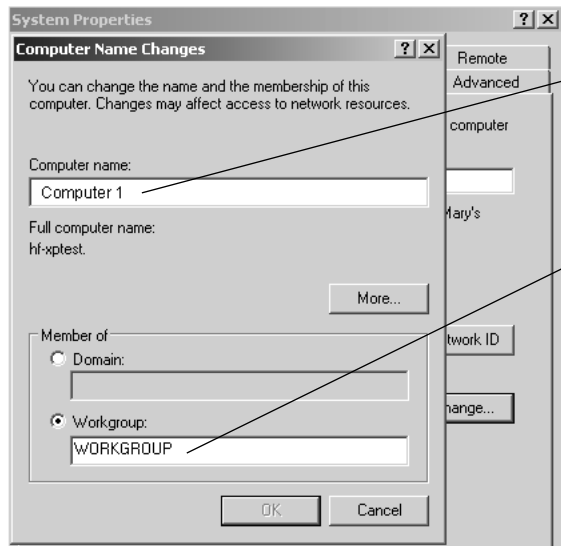 System Properties
Computer Name Changes
Remote
Advanced
You can change the name and the membership of this
computer. Changes may affect access to network resources.
computer
Computer name:
Computer 1
Mary's
Full computer name:
hf-xptest.
More...
Member of
Domain:
twork ID
Workgroup:
hange...
WORKGROUP
OK
Cancel